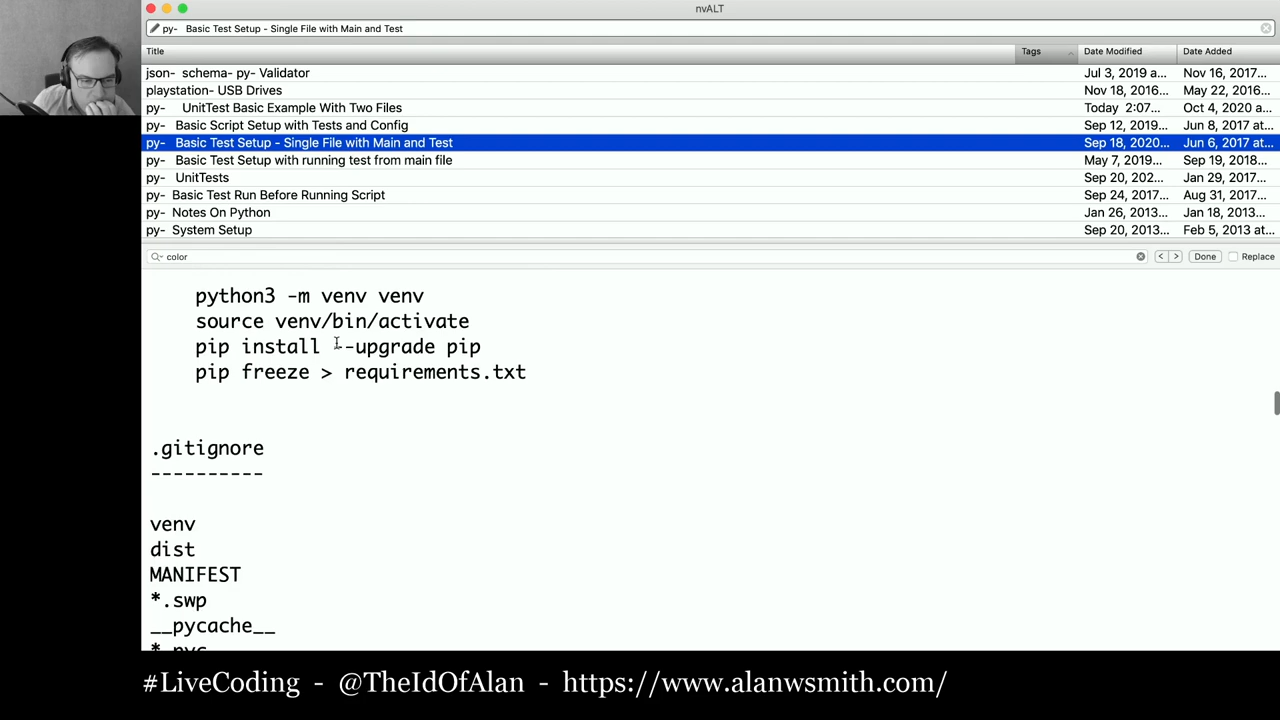 nvALT
py-   Basic Test Setup - Single File with Main and Test
Title Tags Date Modified Date Added
json-  schema- py- Validator Jul 3, 2019 a... Nov 16, 2017...
playstation- USB Drives Nov 18, 2016... May 22, 2016...
py-     UnitTest Basic Example With Two Files Today  2:07... Oct 4, 2020 a...
py-   Basic Script Setup with Tests and Config Sep 12, 2019... Jun 8, 2017 at...
py-   Basic Test Setup - Single File with Main and Test Sep 18, 2020... Jun 6, 2017 at...
py-   Basic Test Setup with running test from main file May 7, 2019... Sep 19, 2018...
py-   UnitTests Sep 20, 202... Jan 29, 2017...
py-  Basic Test Run Before Running Script Sep 24, 2017... Aug 31, 2017...
py-  Notes On Python Jan 26, 2013... Jan 18, 2013...
py-  System Setup Sep 20, 2013... Feb 5, 2013 at...
color < > Done Replace
python3 -m venv venv
source venv/bin/activate
pip install --upgrade pip
pip freeze > requirements.txt
.gitignore
----------
venv
dist
MANIFEST
*.swp
__pycache__
*.pyc
#LiveCoding  -  @TheIdOfAlan  -  https://www.alanwsmith.com/